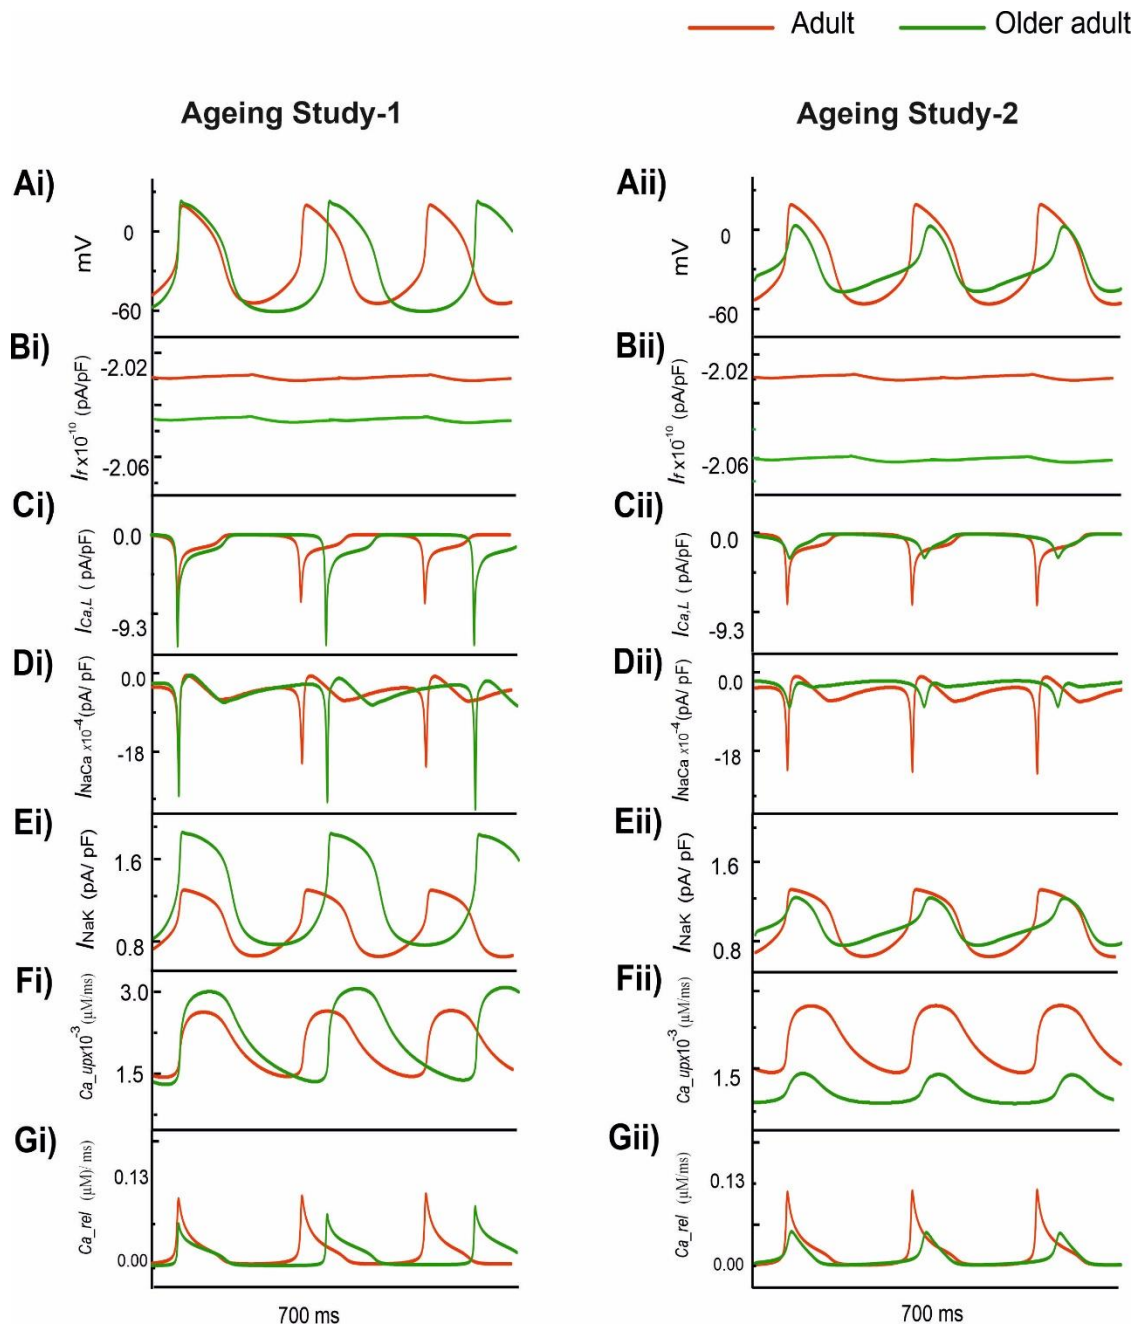 Adult
Older adult
Ageing Study-1
Ageing Study-2
Ai)
mV
0
-60
Aii)
mV
0
-60
Bi)
If x10-10 (pA/pF)
-2.02
-2.06
Bii)
If x10-10 (pA/pF)
-2.02
-2.06
Ci)
ICa,L ( pA/pF)
0.0
-9.3
Cii)
ICa,L ( pA/pF)
0.0
-9.3
Di)
INaCa x10-4(pA/ pF)
0.0
-18
Dii)
INaCa x10-4(pA/ pF)
0.0
-18
Ei)
INaK (pA/ pF)
1.6
0.8
Eii)
INaK (pA/ pF)
1.6
0.8
Fi)
Ca_upx10-3 (μM/ms)
3.0
1.5
Fii)
Ca_upx10-3 (μM/ms)
1.5
Gi)
Ca_rel (μM)/ms)
0.13
0.00
Gii)
Ca_rel (μM/ms)
0.13
0.00
700 ms
700 ms